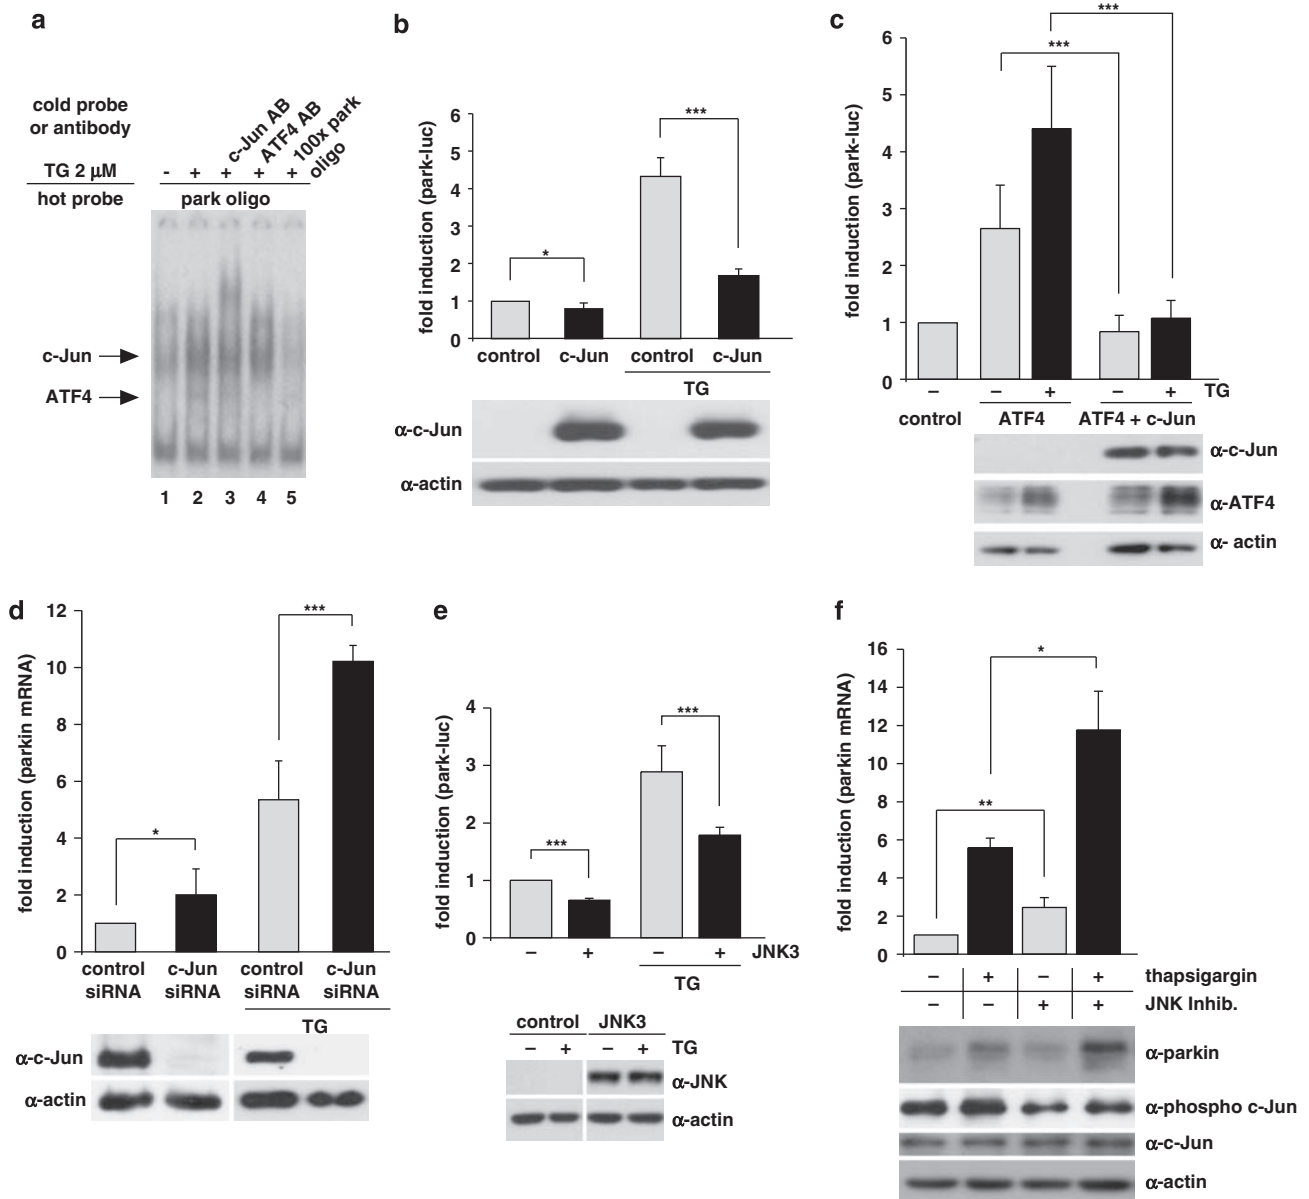 a
cold probe
or antibody
c-Jun AB
ATF4 AB
100x park
oligo
TG 2 µM
- + + + +
hot probe
park oligo
c-Jun
ATF4
1 2 3 4 5
b
fold induction (park-luc)
6
5
4
3
2
1
0
*
***
control c-Jun control c-Jun
TG
α-c-Jun
α-actin
c
fold induction (park-luc)
6
5
4
3
2
1
0
***
***
– – + – + TG
control ATF4 ATF4 + c-Jun
α-c-Jun
α-ATF4
α- actin
d
fold induction (parkin mRNA)
12
10
8
6
4
2
0
*
***
control c-Jun control c-Jun
siRNA siRNA siRNA siRNA
TG
α-c-Jun
α-actin
e
fold induction (park-luc)
4
3
2
1
0
***
***
– + – + JNK3
TG
control JNK3
– + – + TG
α-JNK
α-actin
f
fold induction (parkin mRNA)
16
14
12
10
8
6
4
2
0
**
*
– + – + thapsigargin
– – + + JNK Inhib.
α-parkin
α-phospho c-Jun
α-c-Jun
α-actin